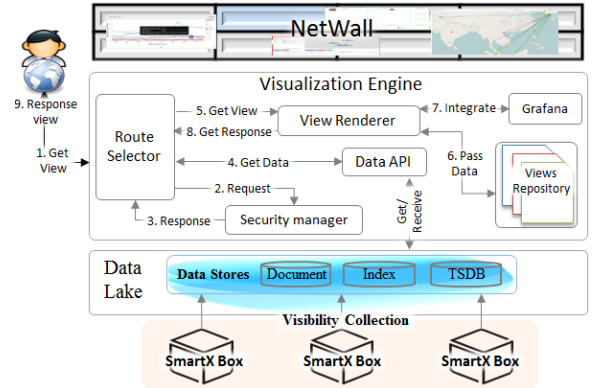 NetWall
Visualization Engine
9. Response
view
1. Get
View
Route
Selector
5. Get View
8. Get Response
View Renderer
7. Integrate
Grafana
4. Get Data
Data API
6. Pass
Data
Views
Repository
2. Request
3. Response
Security manager
Get/
Receive
Data
Lake
Data Stores
Document
Index
TSDB
Visibility Collection
SmartX Box
SmartX Box
SmartX Box